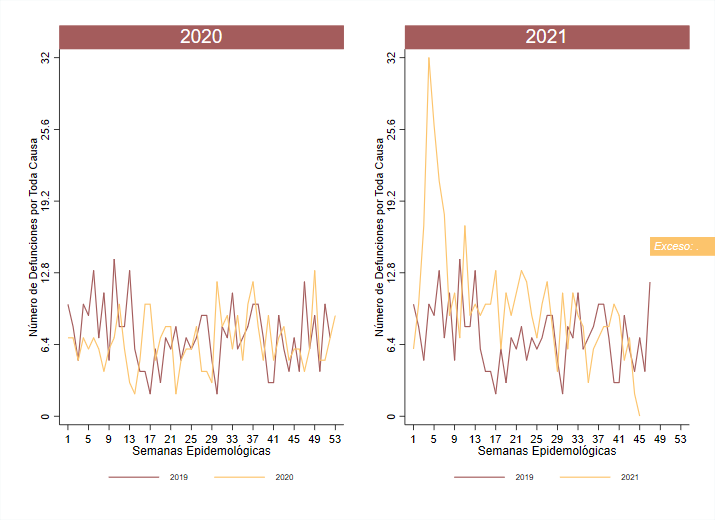 2020
2021
Número de Defunciones por Toda Causa
32
25.6
19.2
12.8
6.4
0
1 5 9 13 17 21 25 29 33 37 41 45 49 53
Semanas Epidemológicas
2019 2020
Número de Defunciones por Toda Causa
32
25.6
19.2
12.8
6.4
0
Exceso: .
1 5 9 13 17 21 25 29 33 37 41 45 49 53
Semanas Epidemológicas
2019 2021